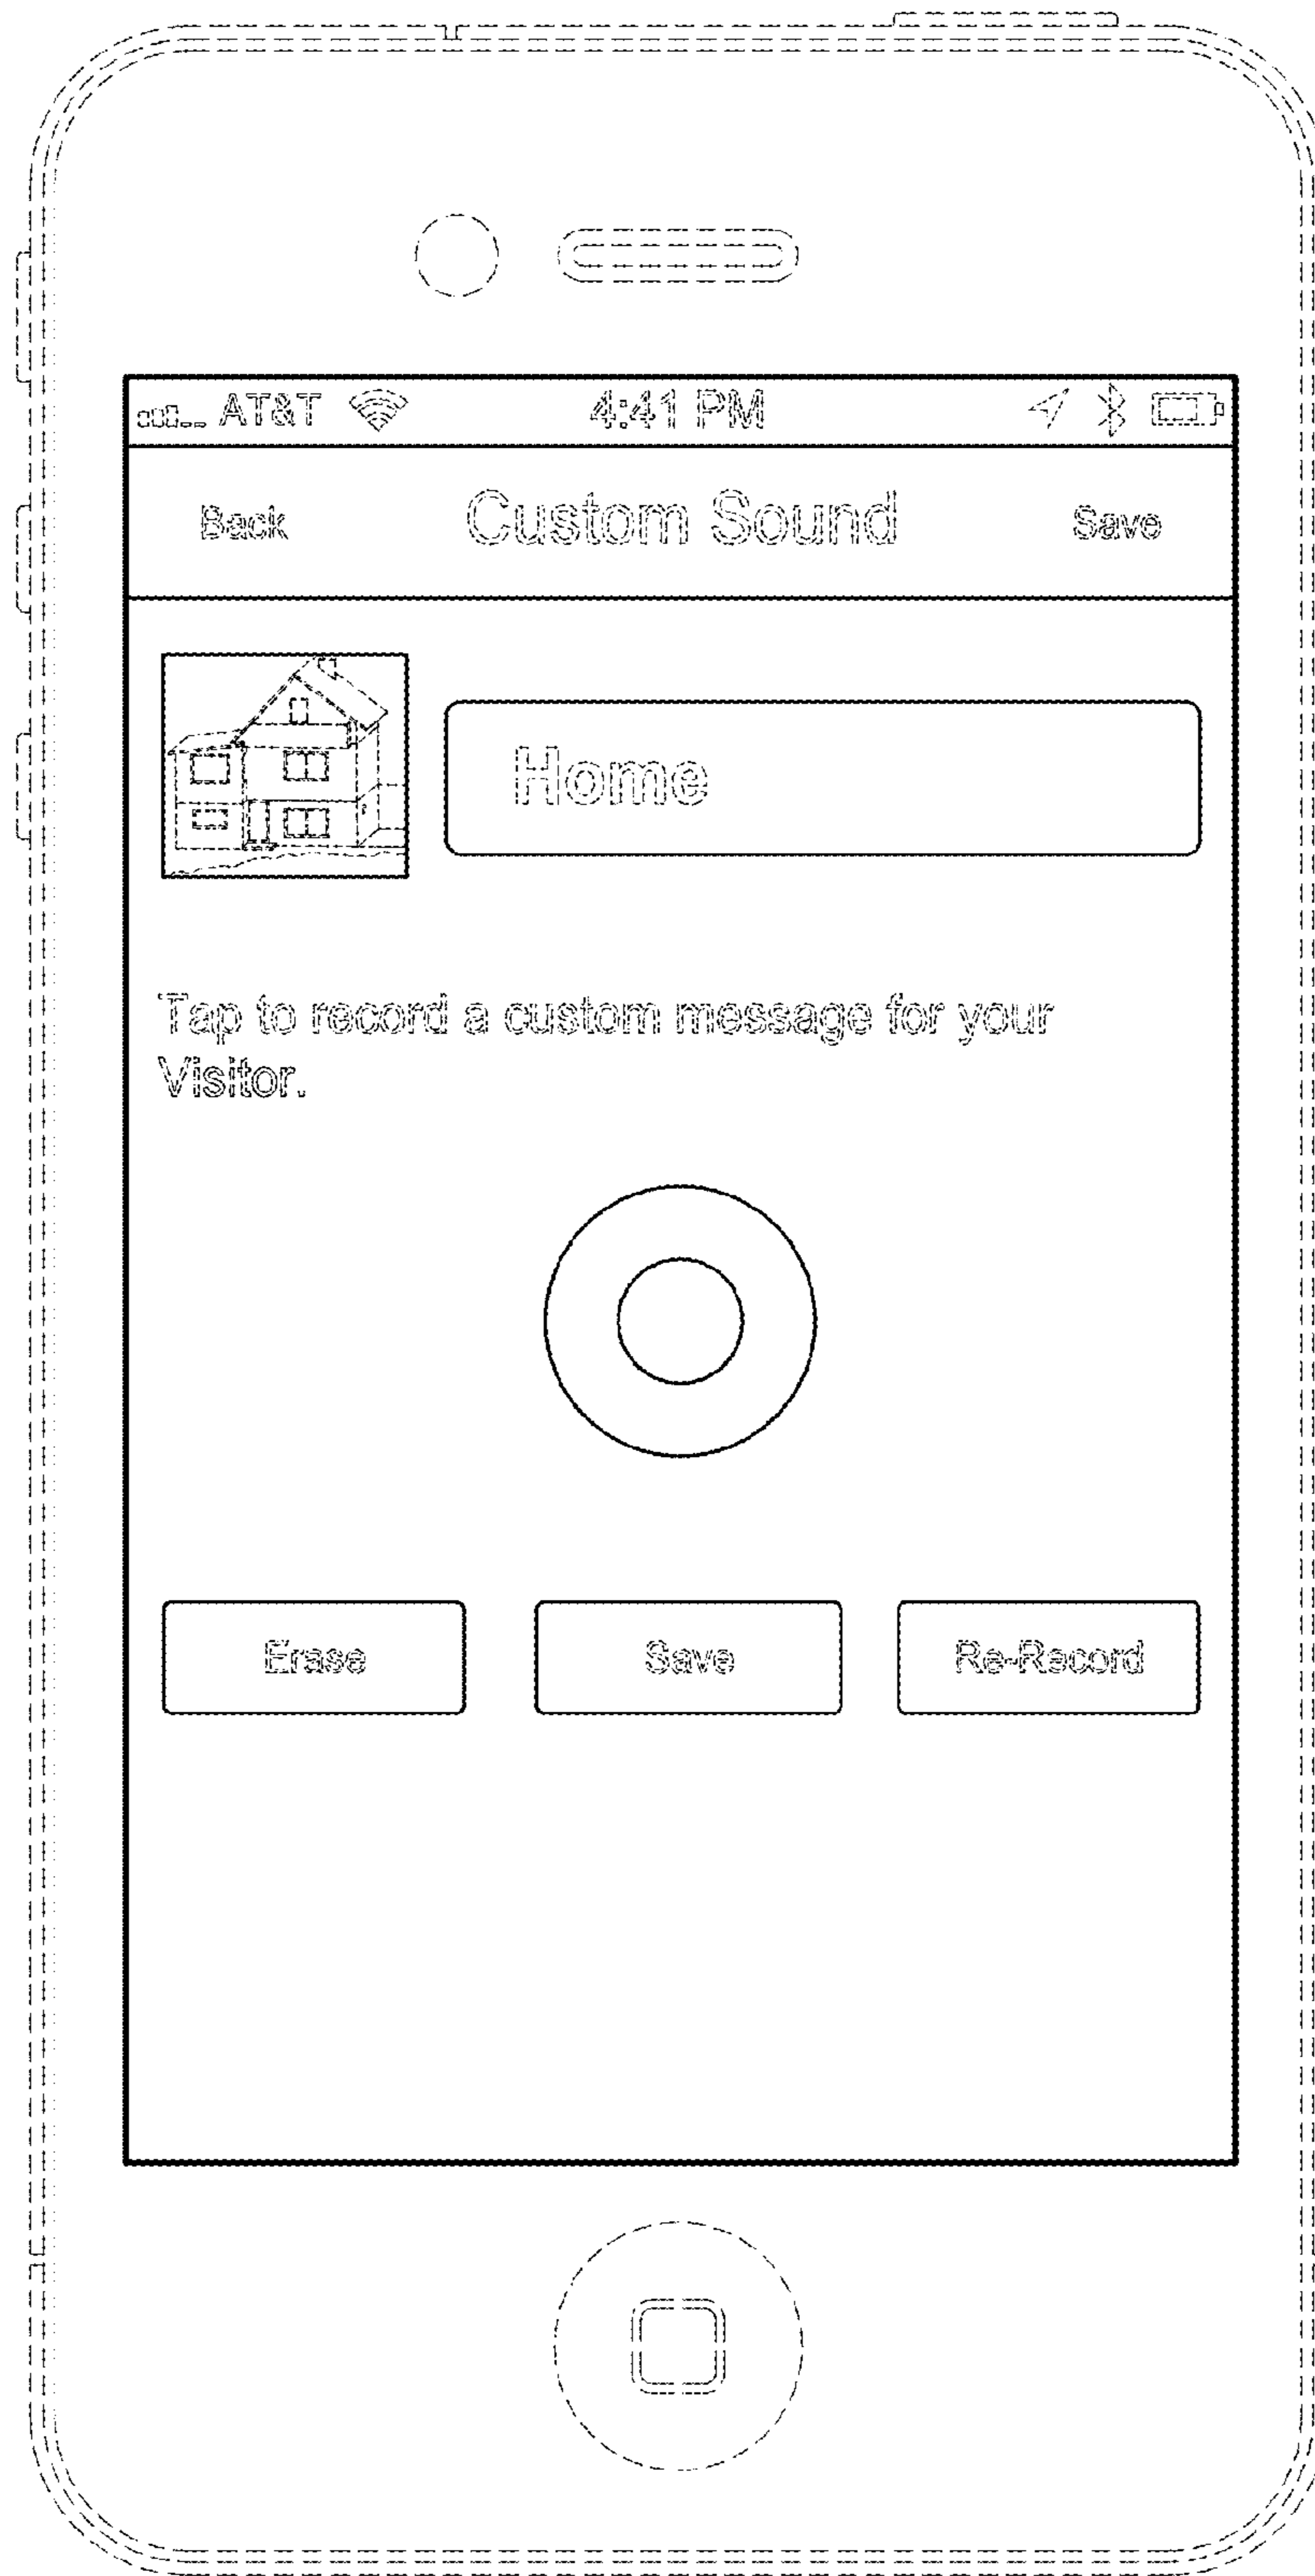 AT&T 4:41 PM
Back Custom Sound Save
Home
Tap to record a custom message for your
Visitor.
Erase Save Re-Record